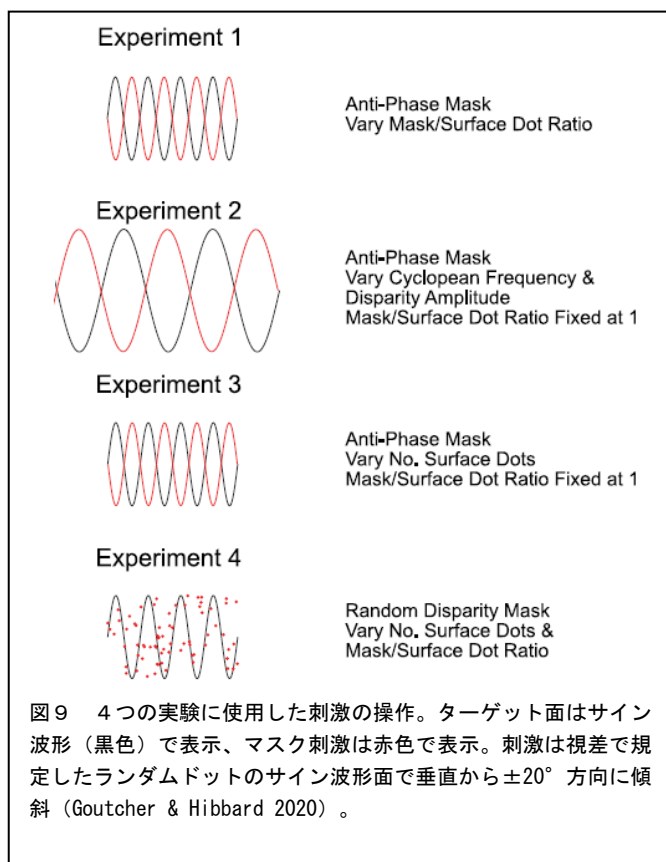 Experiment 1
Anti-Phase Mask
Vary Mask/Surface Dot Ratio
Experiment 2
Anti-Phase Mask
Vary Cyclopean Frequency &
Disparity Amplitude
Mask/Surface Dot Ratio Fixed at 1
Experiment 3
Anti-Phase Mask
Vary No. Surface Dots
Mask/Surface Dot Ratio Fixed at 1
Experiment 4
Random Disparity Mask
Vary No. Surface Dots &
Mask/Surface Dot Ratio
図９　４つの実験に使用した刺激の操作。ターゲット面はサイン
波形（黒色）で表示、マスク刺激は赤色で表示。刺激は視差で規
定したランダムドットのサイン波形面で垂直から±20°方向に傾
斜（Goutcher & Hibbard 2020）。